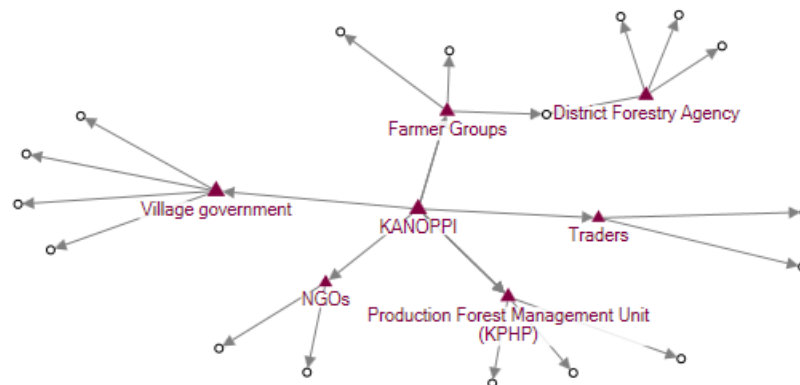 District Forestry Agency
Farmer Groups
Village government
KANOPPI
Traders
NGOs
Production Forest Management Unit
(KPHP)